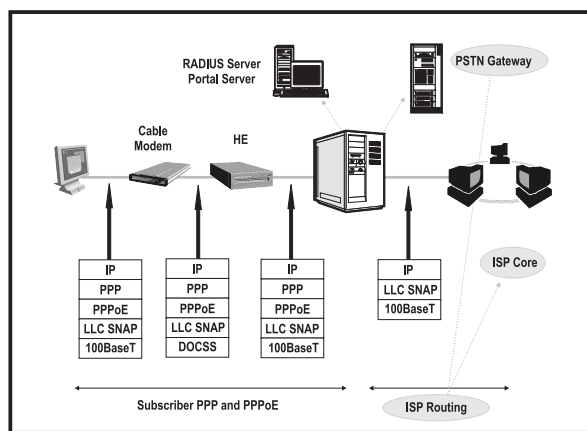 RADIUS Server
Portal Server
PSTN Gateway
Cable
Modem
HE
IP
PPP
PPPoE
LLC SNAP
100BaseT
IP
PPP
PPPoE
LLC SNAP
DOCSS
IP
PPP
PPPoE
LLC SNAP
100BaseT
IP
LLC SNAP
100BaseT
ISP Core
Subscriber PPP and PPPoE
ISP Routing